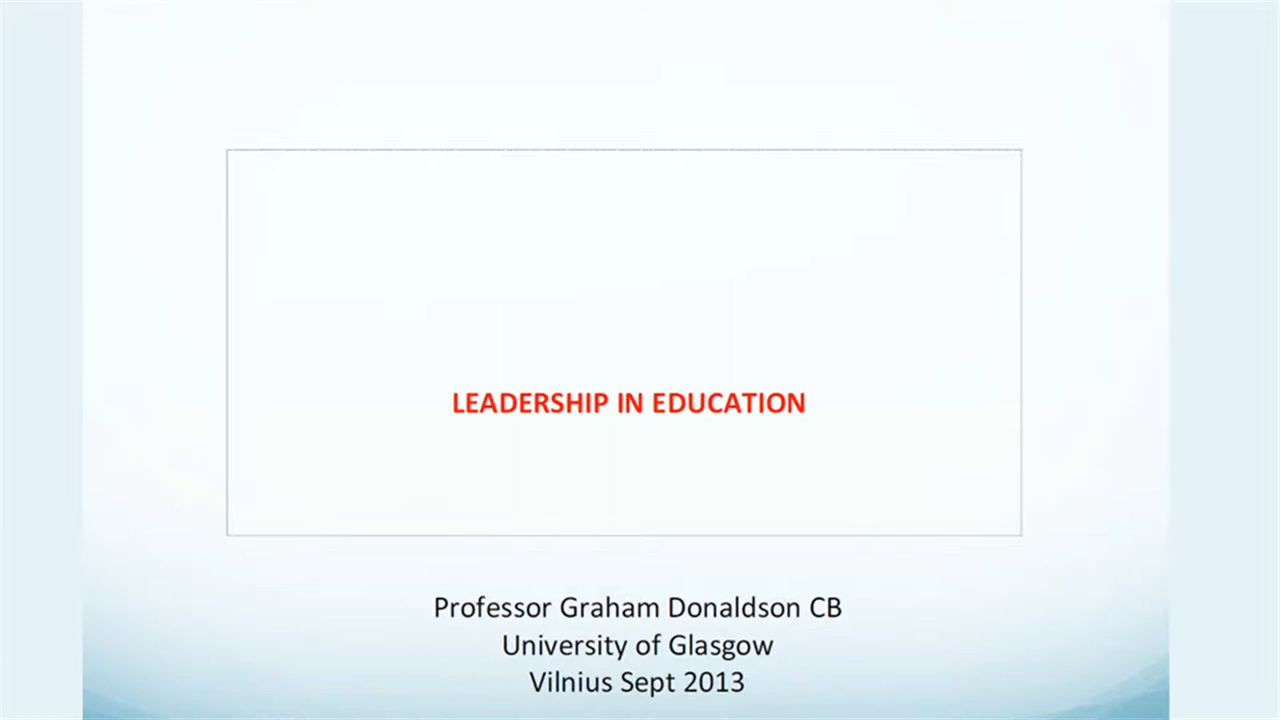 LEADERSHIP IN EDUCATION
Professor Graham Donaldson CB
University of Glasgow
Vilnius Sept 2013